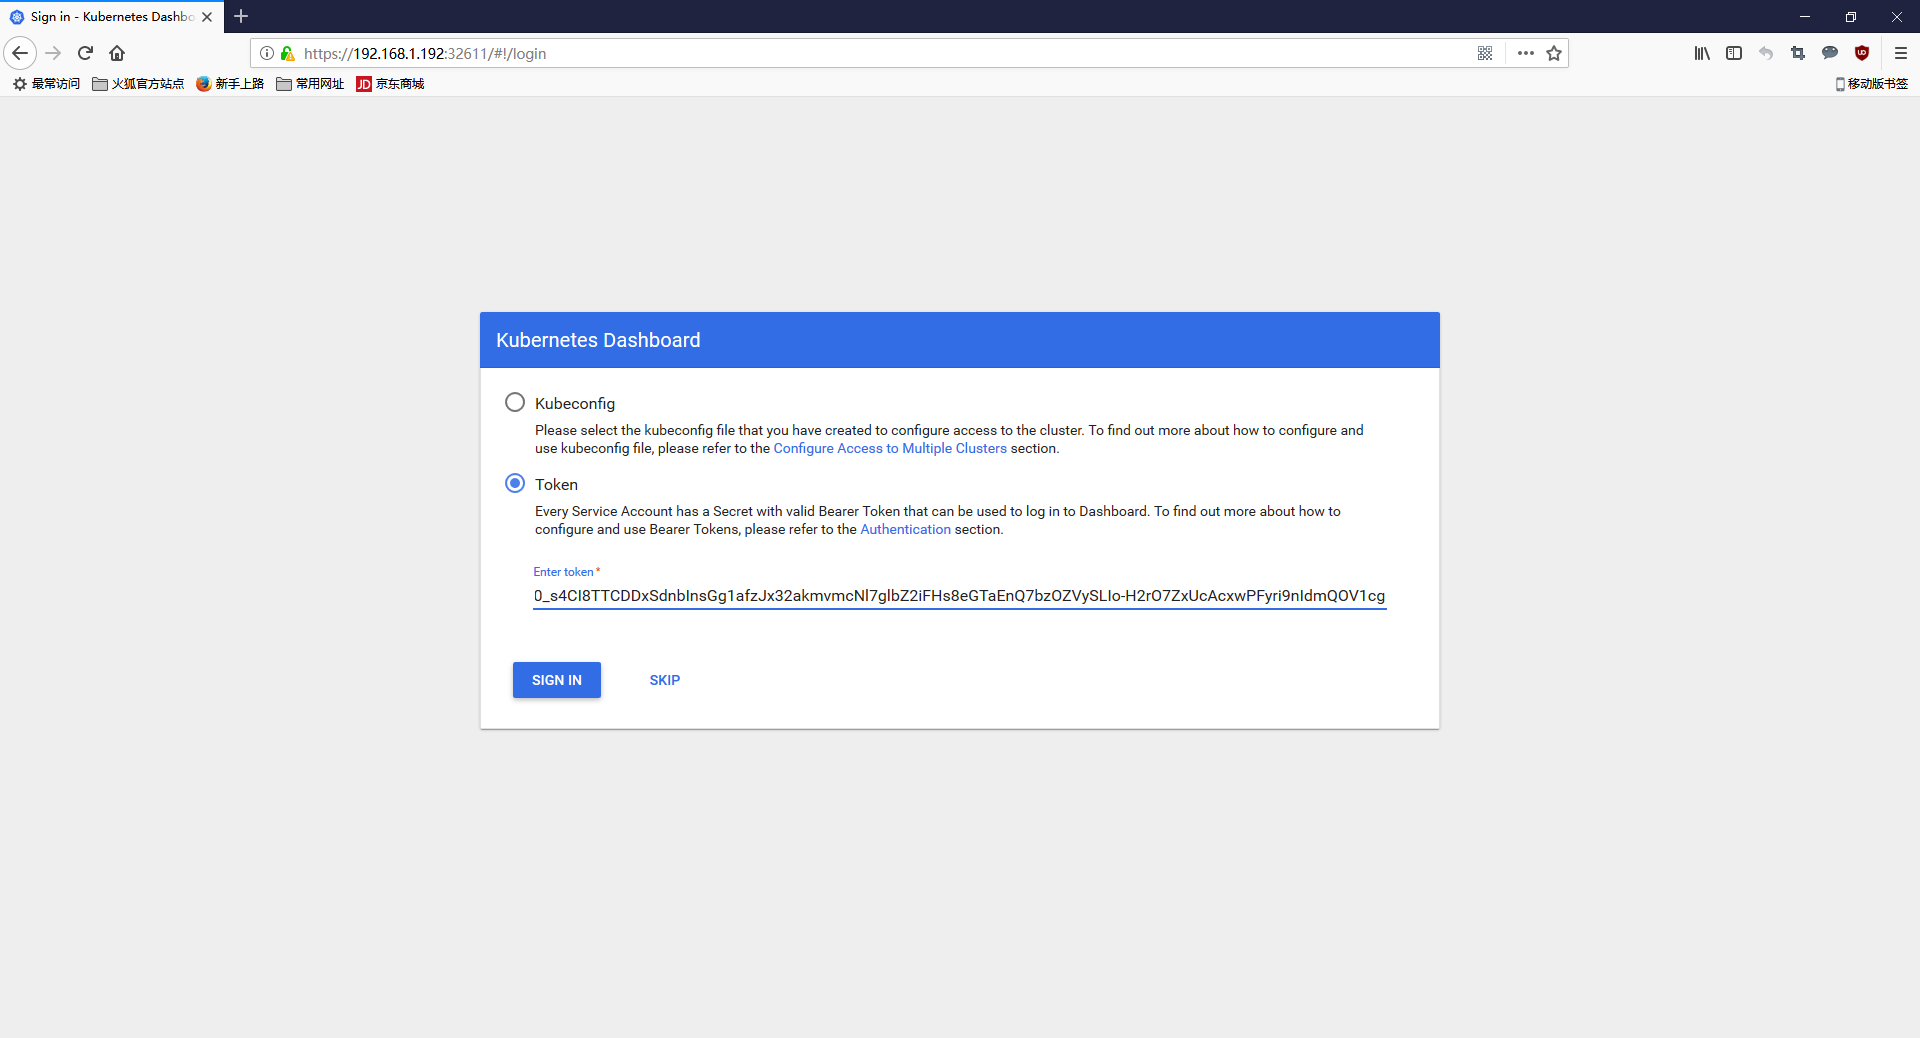 Sign in - Kubernetes Dashbo
https://192.168.1.192:32611/#!/login
最常访问 火狐官方站点 新手上路 常用网址 JD 京东商城 移动版书签
Kubernetes Dashboard
Kubeconfig
Please select the kubeconfig file that you have created to configure access to the cluster. To find out more about how to configure and
use kubeconfig file, please refer to the Configure Access to Multiple Clusters section.
Token
Every Service Account has a Secret with valid Bearer Token that can be used to log in to Dashboard. To find out more about how to
configure and use Bearer Tokens, please refer to the Authentication section.
Enter token *
0_s4CI8TTCDDxSdnbInsGg1afzJx32akmvmcNl7glbZ2iFHs8eGTaEnQ7bzOZVySLIo-H2rO7ZxUcAcxwPFyri9nIdmQOV1cg
SIGN IN SKIP